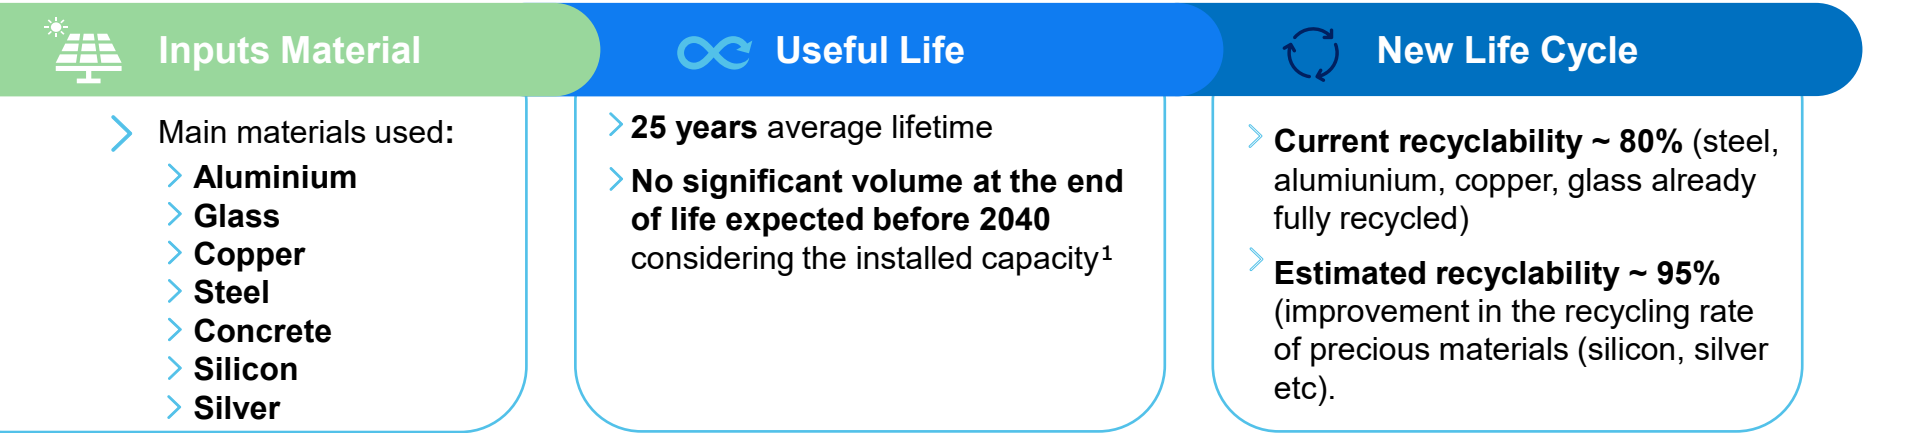 Inputs Material
Main materials used:
Aluminium
Glass
Copper
Steel
Concrete
Silicon
Silver
Useful Life
25 years average lifetime
No significant volume at the end
of life expected before 2040
considering the installed capacity¹
New Life Cycle
Current recyclability ~ 80% (steel,
alumiunium, copper, glass already
fully recycled)
Estimated recyclability ~ 95%
(improvement in the recycling rate
of precious materials (silicon, silver
etc).